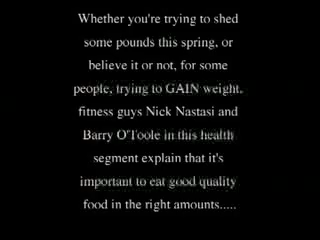 Whether you're trying to shed
some pounds this spring, or
believe it or not, for some
people, trying to GAIN weight,
fitness guys Nick Nastasi and
Barry O'Toole in this health
segment explain that it's
important to eat good quality
food in the right amounts.....